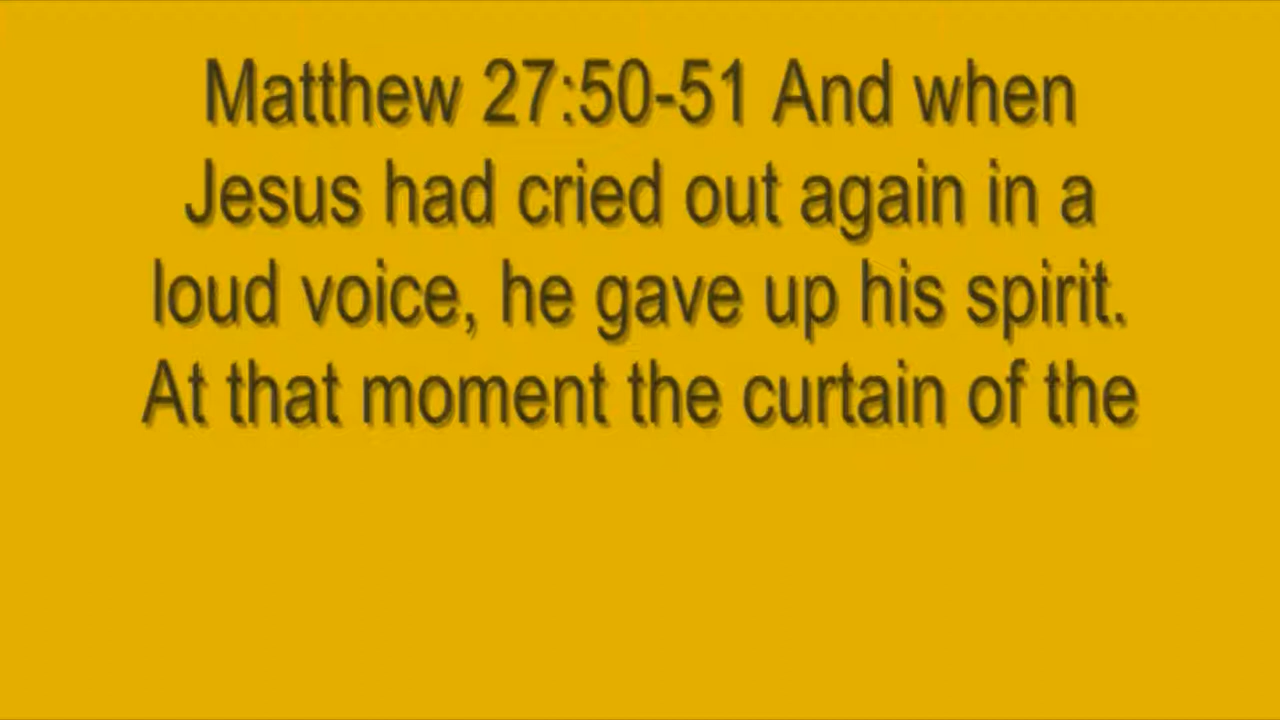 Matthew 27:50-51 And when
Jesus had cried out again in a
loud voice, he gave up his spirit.
At that moment the curtain of the